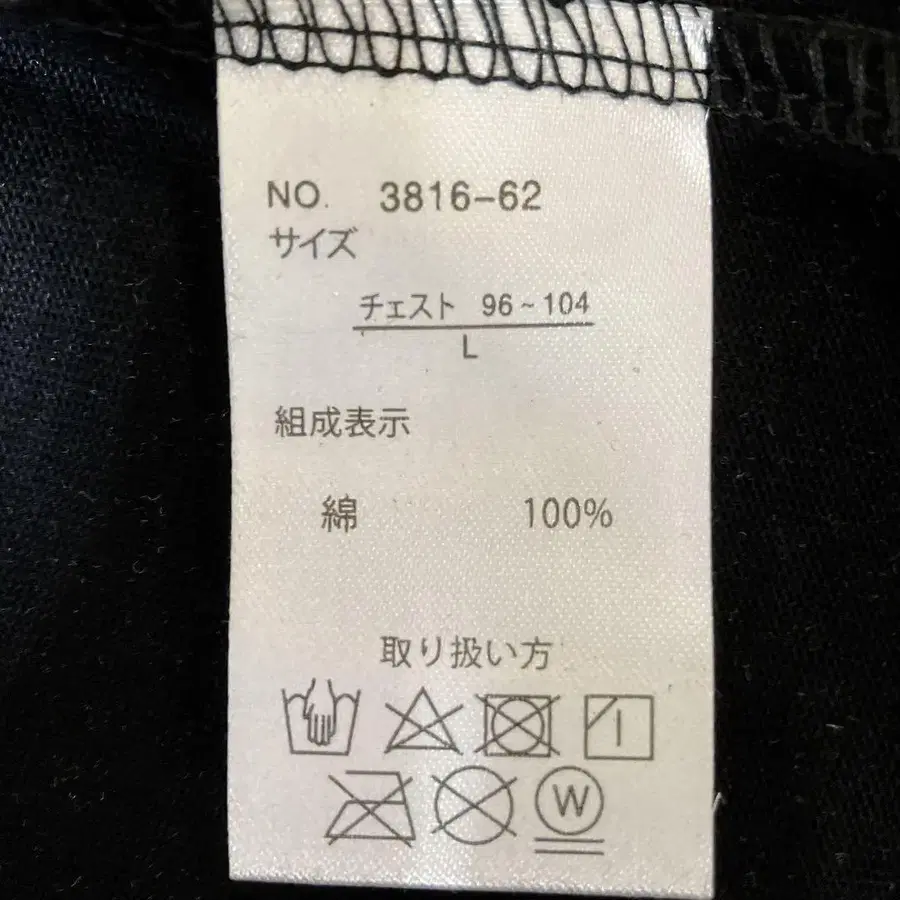 NO. 3816-62
サイズ
チェスト 96~104
L
組成表示
綿 100%
取り扱い方
W